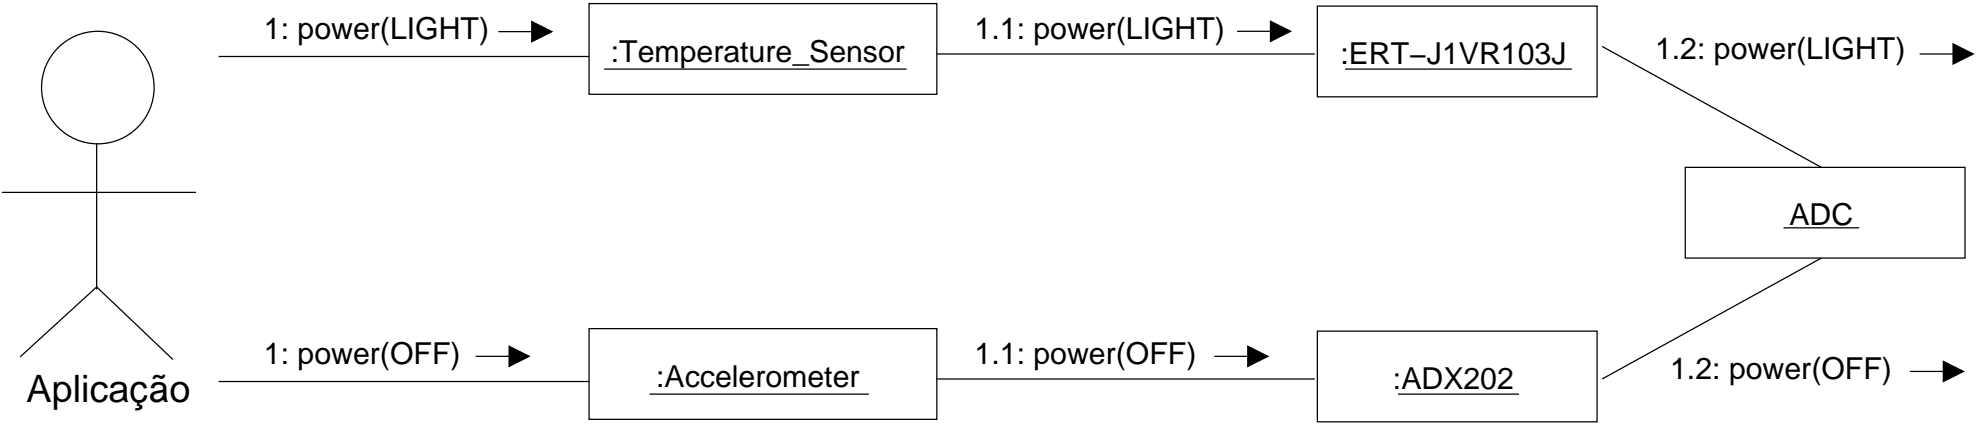 1: power(LIGHT)
:Temperature_Sensor
1.1: power(LIGHT)
:ERT–J1VR103J
1.2: power(LIGHT)
ADC
Aplicação
1: power(OFF)
:Accelerometer
1.1: power(OFF)
:ADX202
1.2: power(OFF)